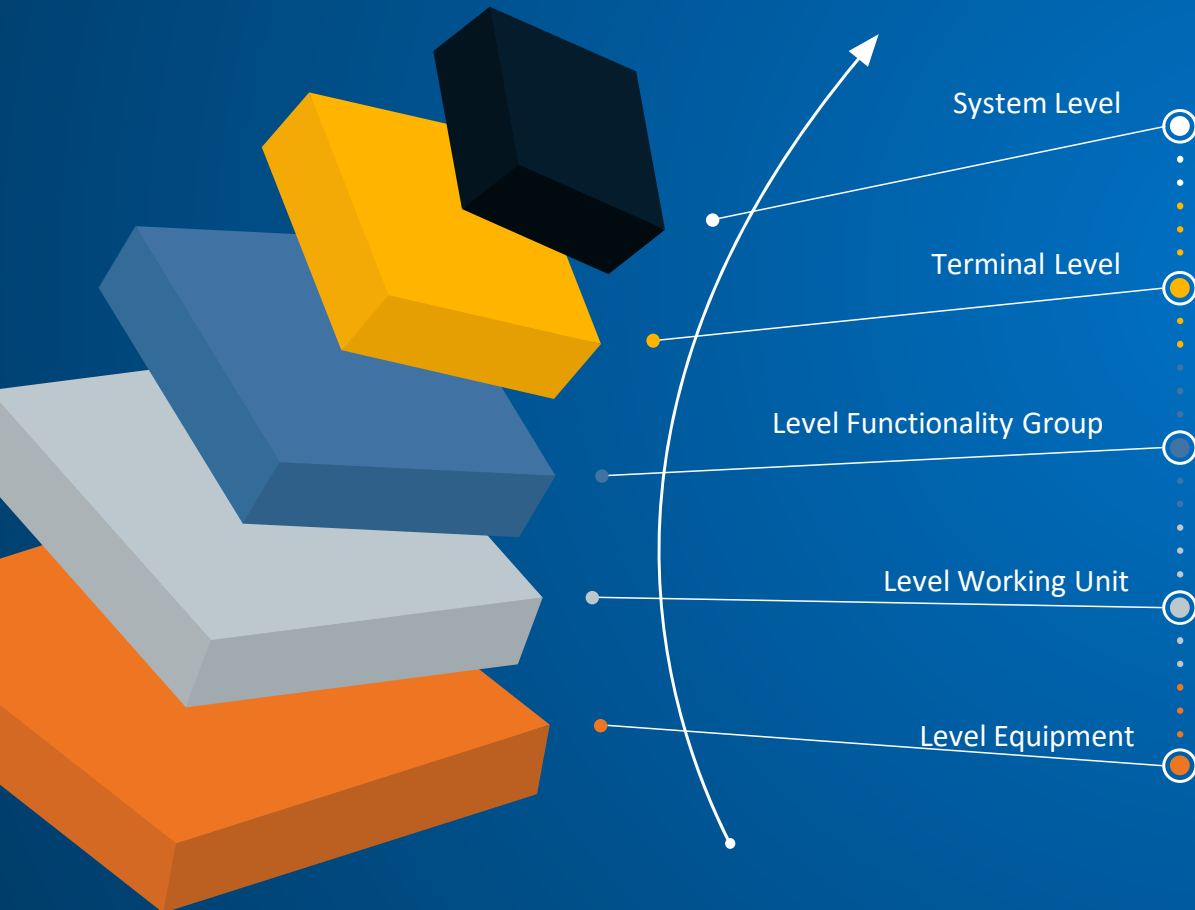 System Level
Terminal Level
Level Functionality Group
Level Working Unit
Level Equipment